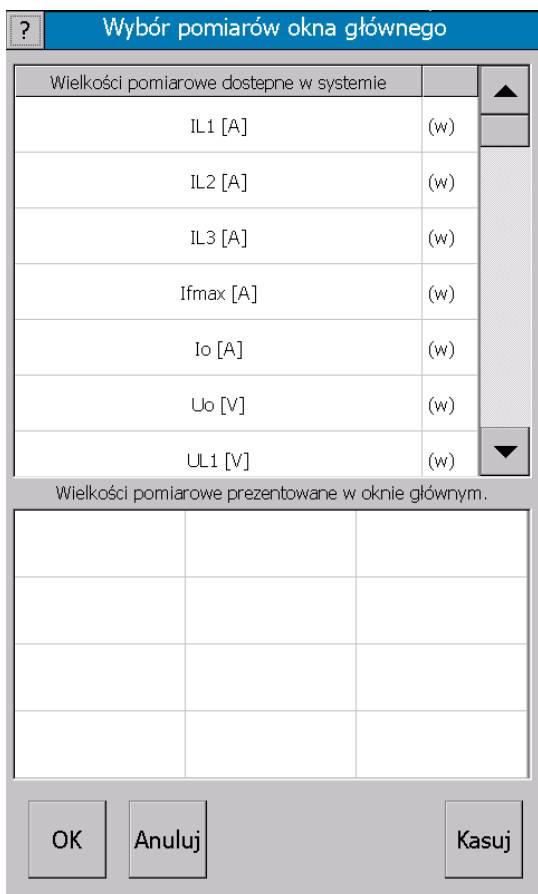 ? Wybór pomiarów okna głównego
Wielkości pomiarowe dostepne w systemie
IL1 [A] (w)
IL2 [A] (w)
IL3 [A] (w)
Ifmax [A] (w)
Io [A] (w)
Uo [V] (w)
UL1 [V] (w)
Wielkości pomiarowe prezentowane w oknie głównym.
OK Anuluj Kasuj